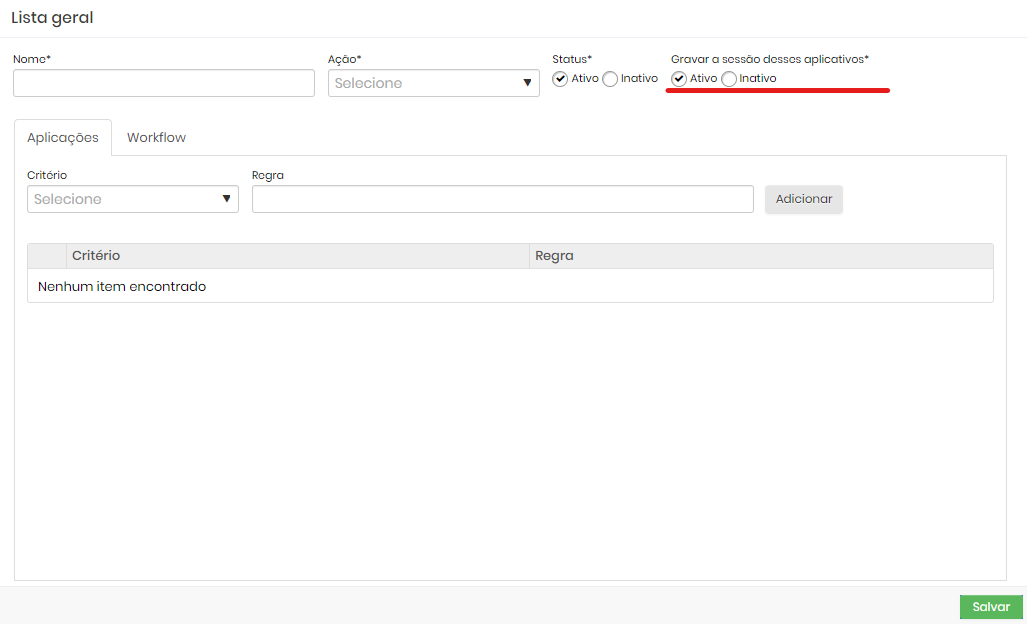 Lista geral
Nome* Ação* Status* Gravar a sessão desses aplicativos*
Selecione Ativo Inativo Ativo Inativo
Aplicações Workflow
Critério Regra
Selecione Adicionar
Critério Regra
Nenhum item encontrado
Salvar